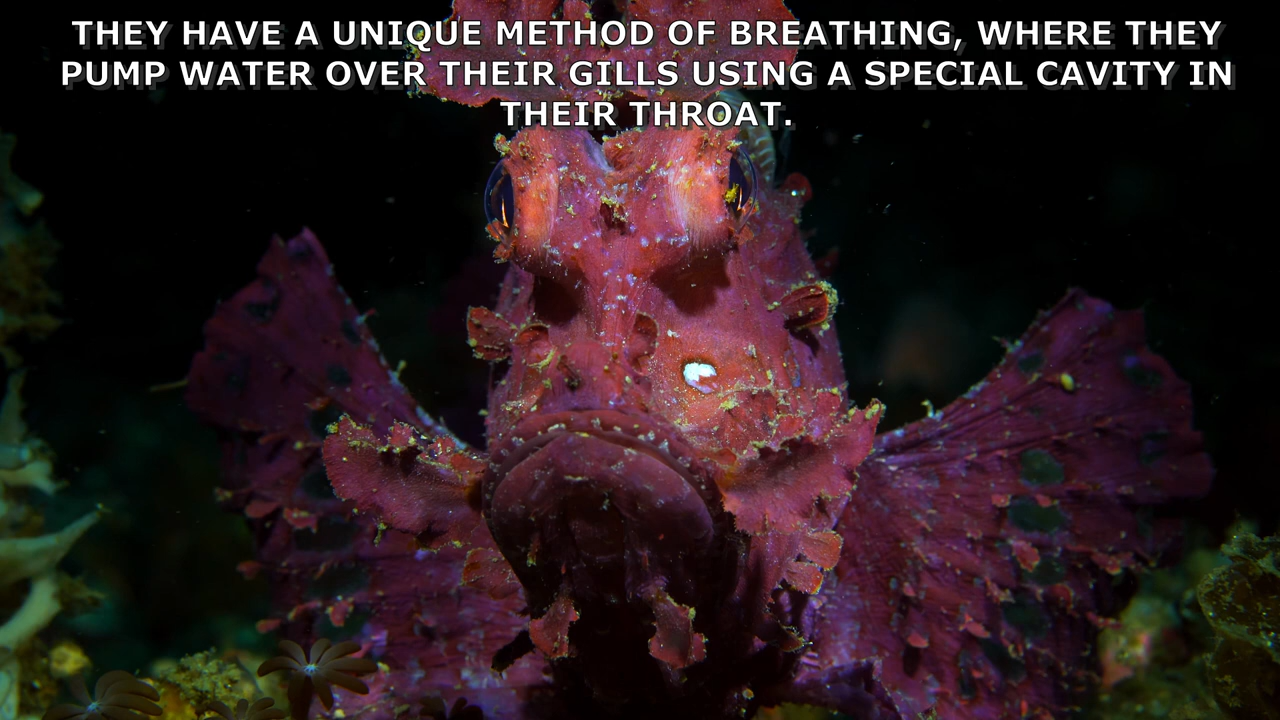 THEY HAVE A UNIQUE METHOD OF BREATHING, WHERE THEY
PUMP WATER OVER THEIR GILLS USING A SPECIAL CAVITY IN
THEIR THROAT.